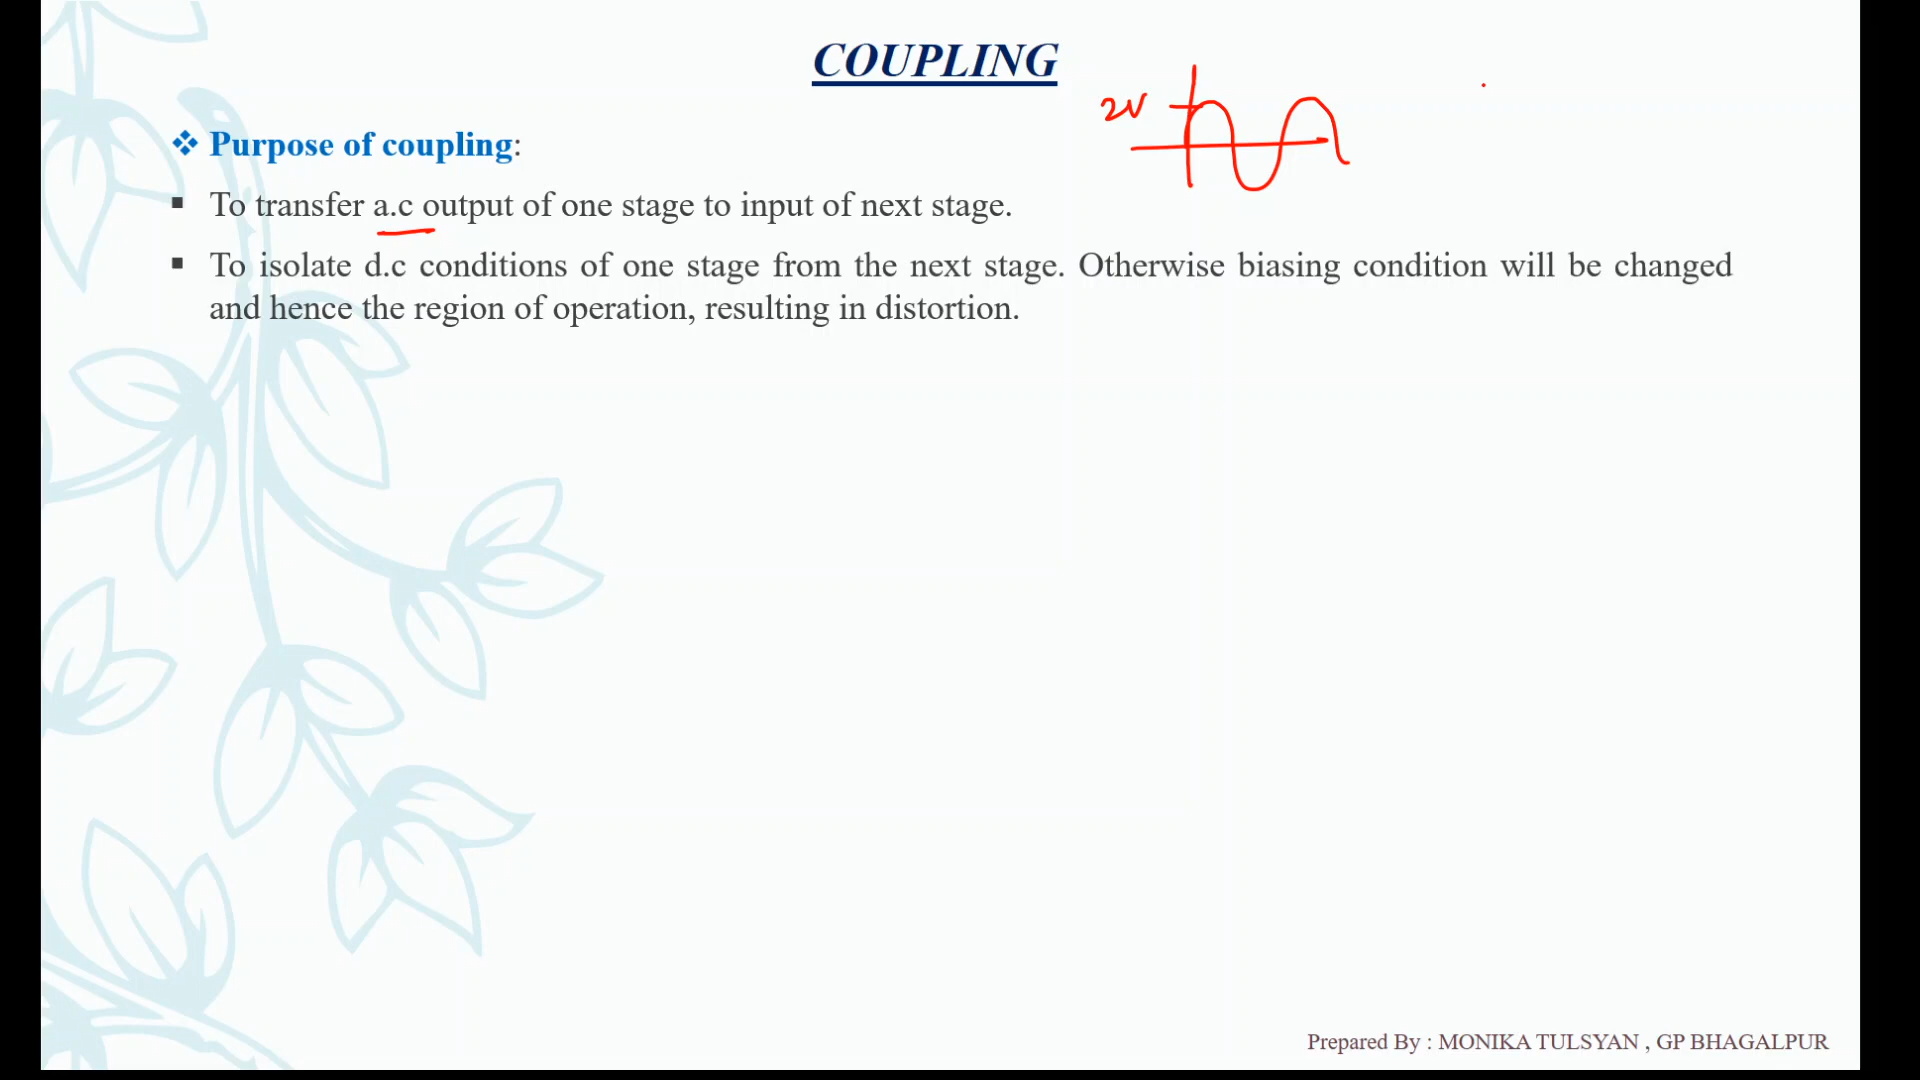 COUPLING
2V
❖ Purpose of coupling:
▪ To transfer a.c output of one stage to input of next stage.
▪ To isolate d.c conditions of one stage from the next stage. Otherwise biasing condition will be changed
and hence the region of operation, resulting in distortion.
Prepared By : MONIKA TULSYAN , GP BHAGALPUR